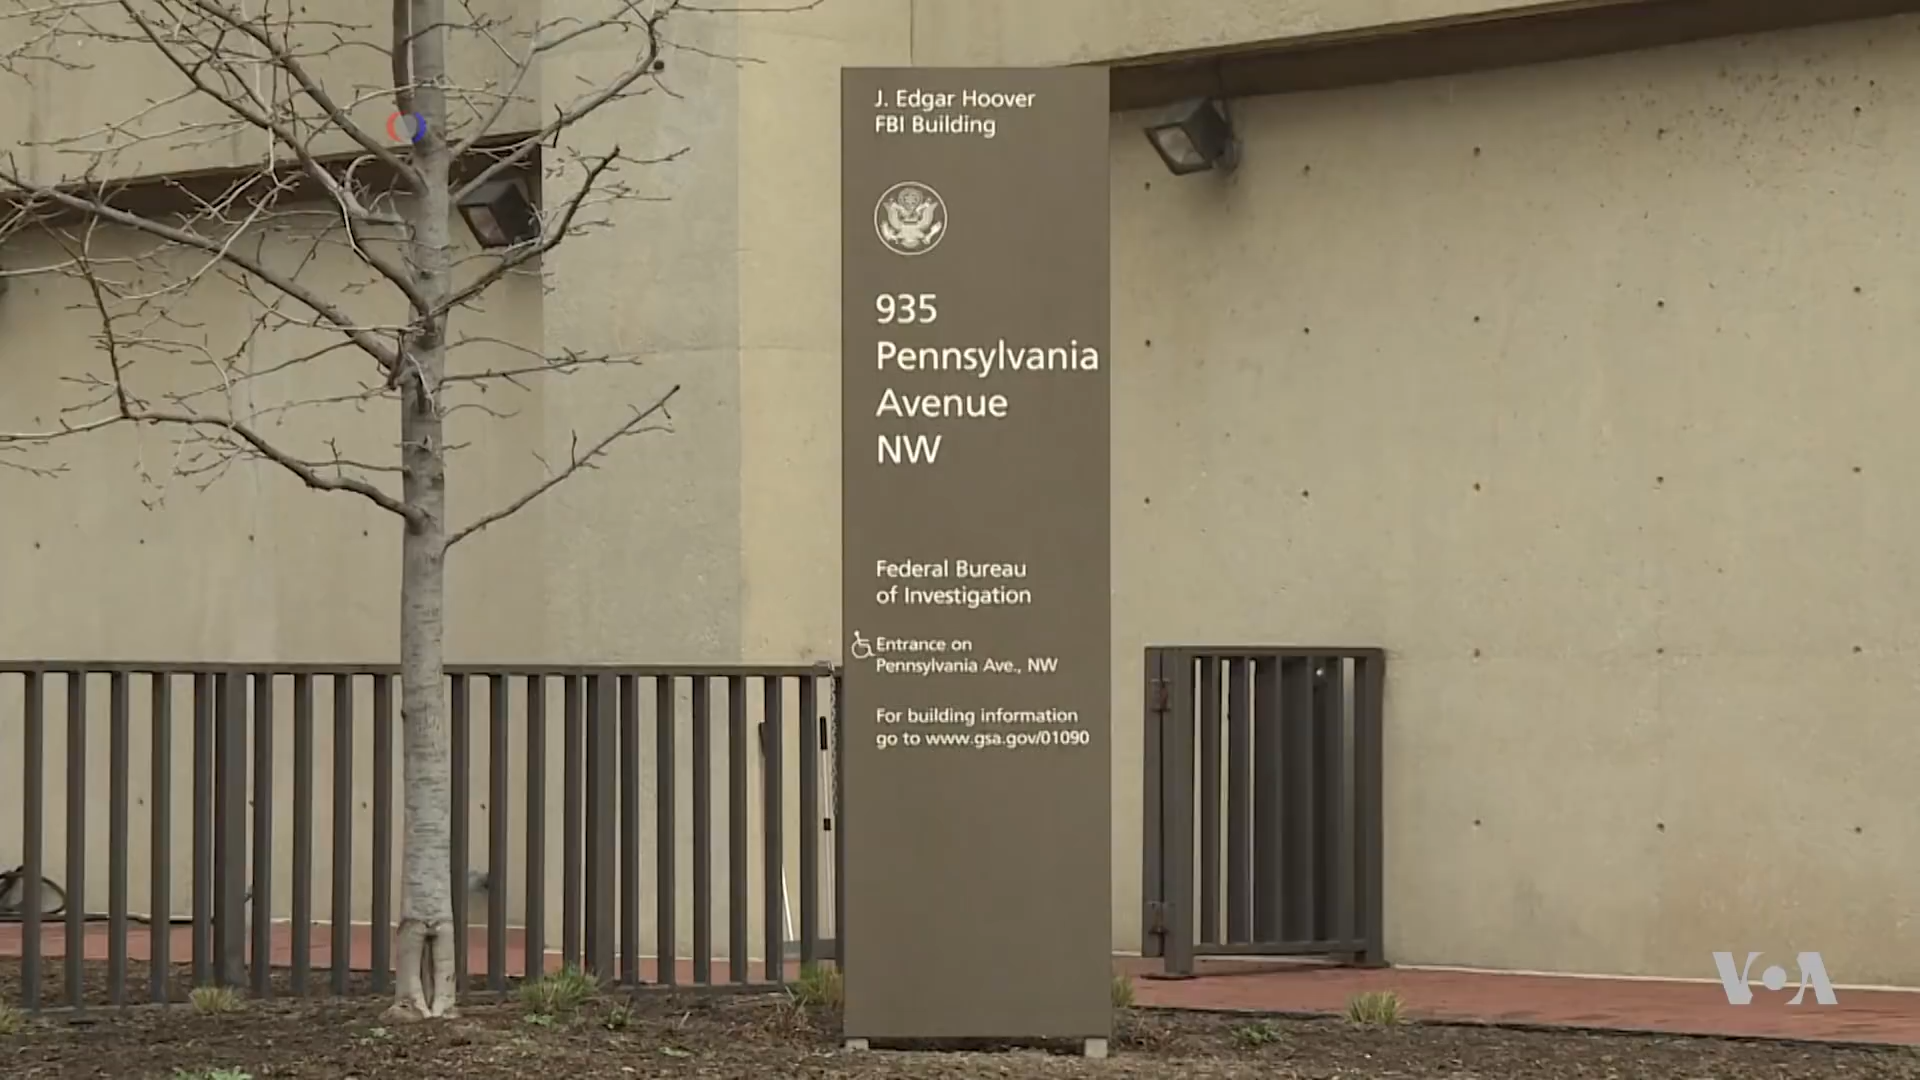 J. Edgar Hoover
FBI Building
935
Pennsylvania
Avenue
NW
Federal Bureau
of Investigation
Entrance on
Pennsylvania Ave., NW
For building information
go to www.gsa.gov/01090
VOA